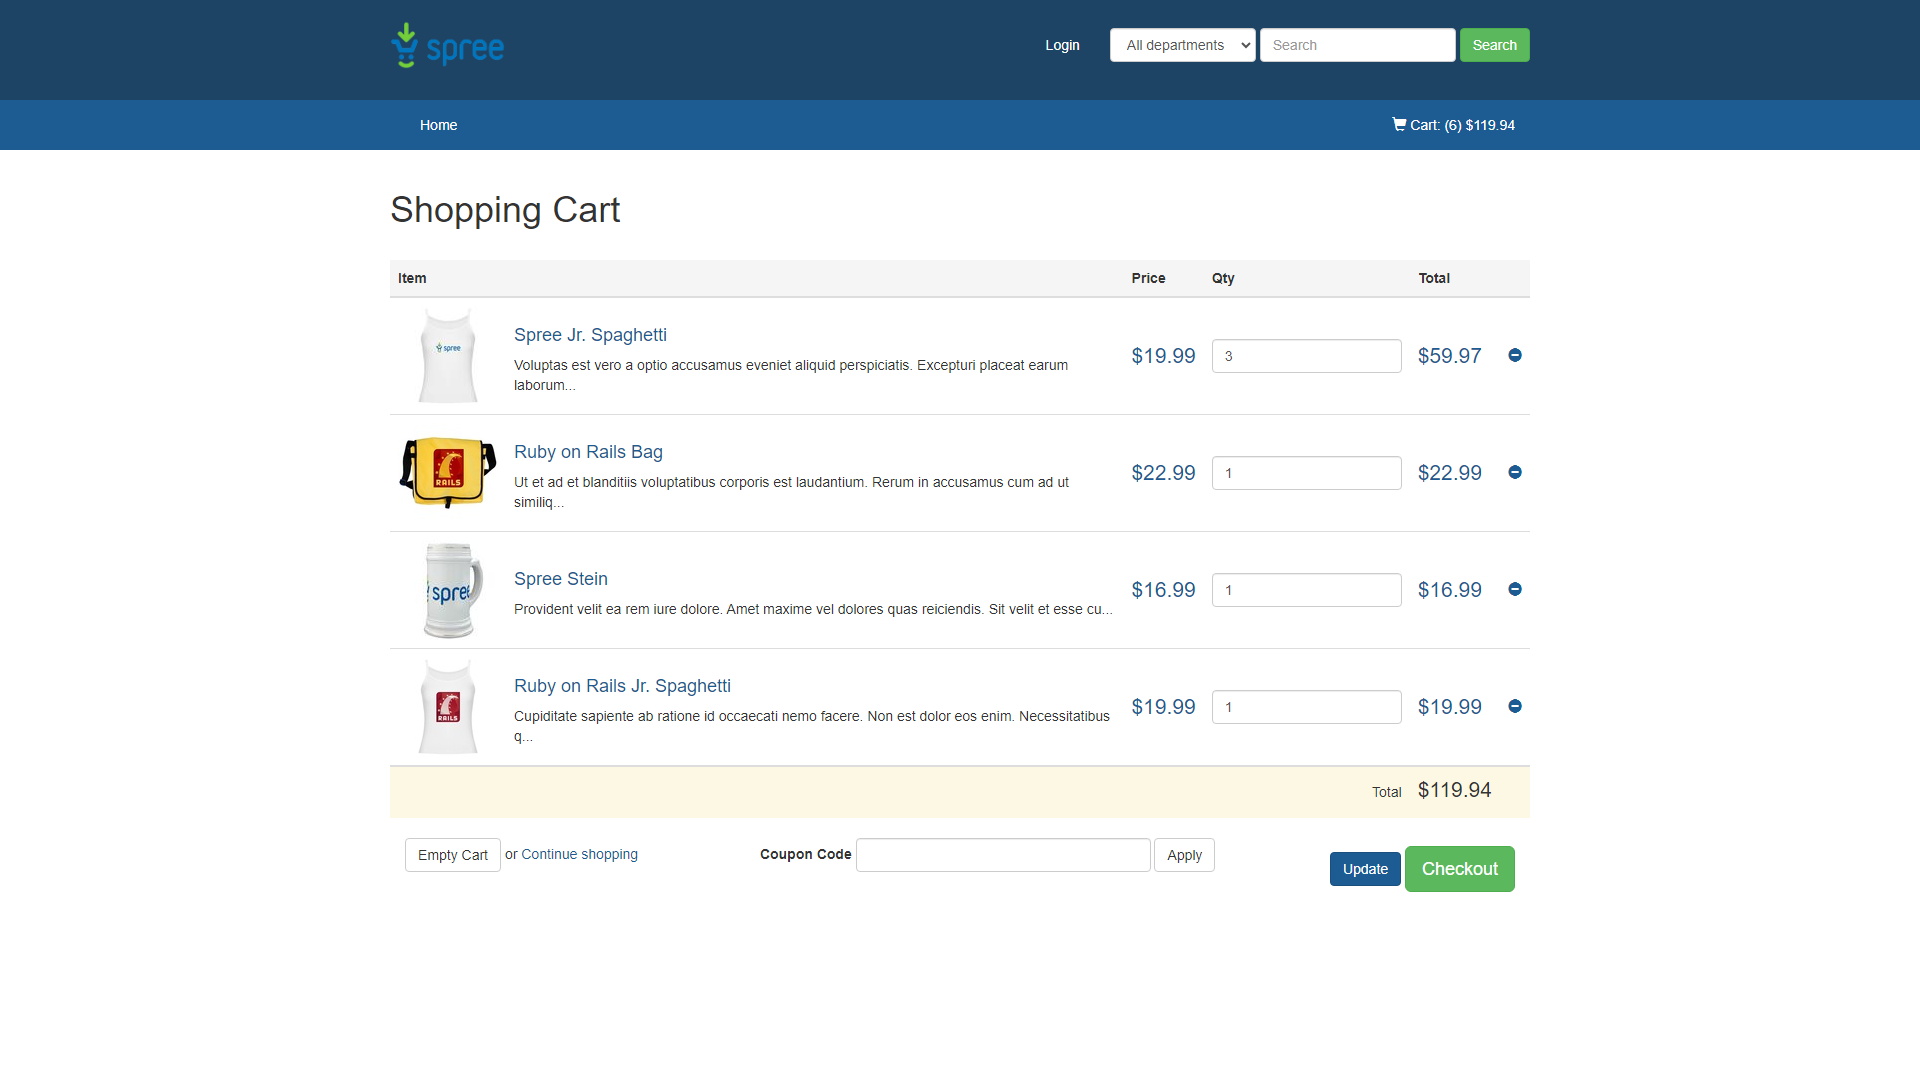 spree
Login
All departments
Search
Search
Home
Cart: (6) $119.94
Shopping Cart
Item
Price
Qty
Total
spree
Spree Jr. Spaghetti
Voluptas est vero a optio accusamus eveniet aliquid perspiciatis. Excepturi placeat earum
laborum...
$19.99
3
$59.97
RAILS
Ruby on Rails Bag
Ut et ad et blanditiis voluptatibus corporis est laudantium. Rerum in accusamus cum ad ut
similiq...
$22.99
1
$22.99
spree
Spree Stein
Provident velit ea rem iure dolore. Amet maxime vel dolores quas reiciendis. Sit velit et esse cu...
$16.99
1
$16.99
RAILS
Ruby on Rails Jr. Spaghetti
Cupiditate sapiente ab ratione id occaecati nemo facere. Non est dolor eos enim. Necessitatibus
q...
$19.99
1
$19.99
Total $119.94
Empty Cart or Continue shopping
Coupon Code
Apply
Update
Checkout